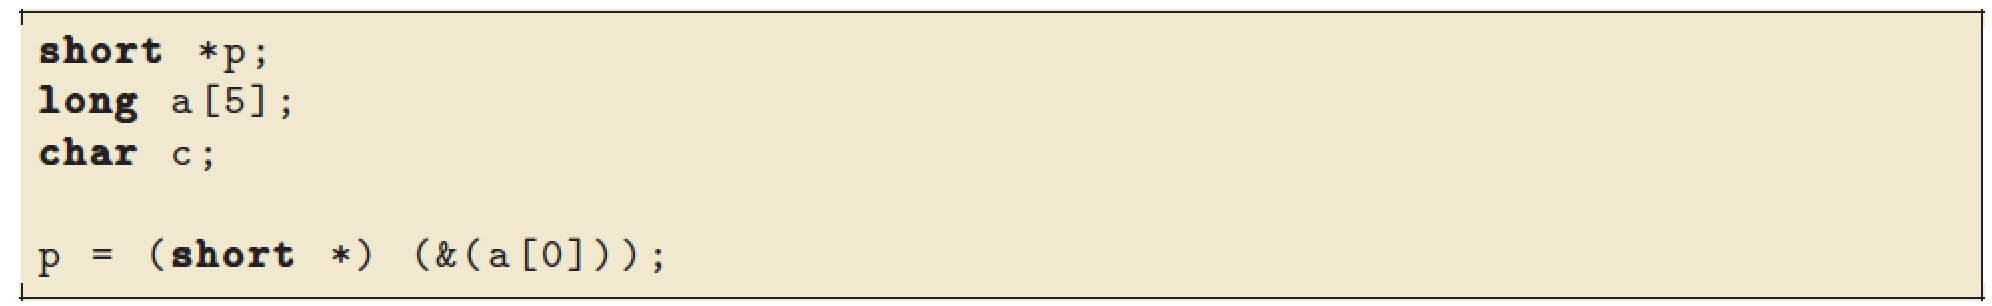 short *p;
long a[5];
char c;
p = (short *) (&(a[0]));